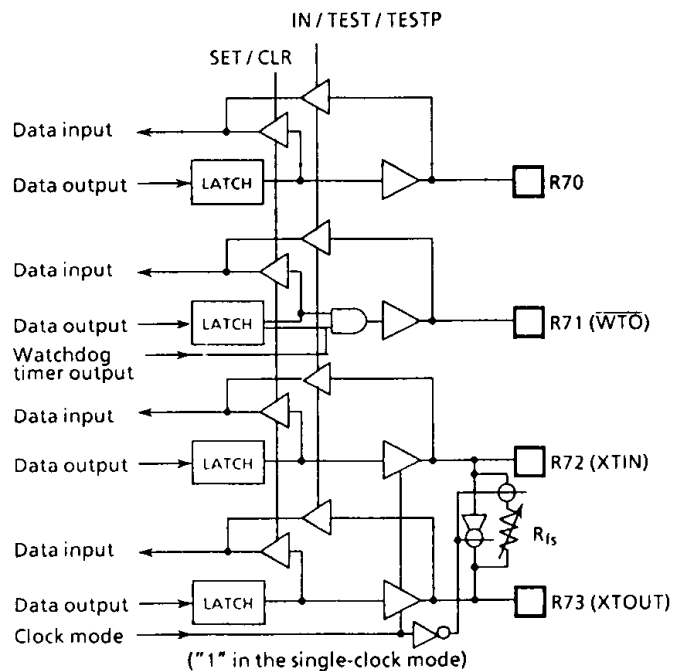 IN / TEST / TESTP
SET / CLR
Data input
Data output
LATCH
R70
Data input
Data output
LATCH
R71 (W̅T̅O̅)
Watchdog
timer output
Data input
Data output
LATCH
R72 (XTIN)
Rfs
Data input
Data output
LATCH
R73 (XTOUT)
Clock mode
("1" in the single-clock mode)